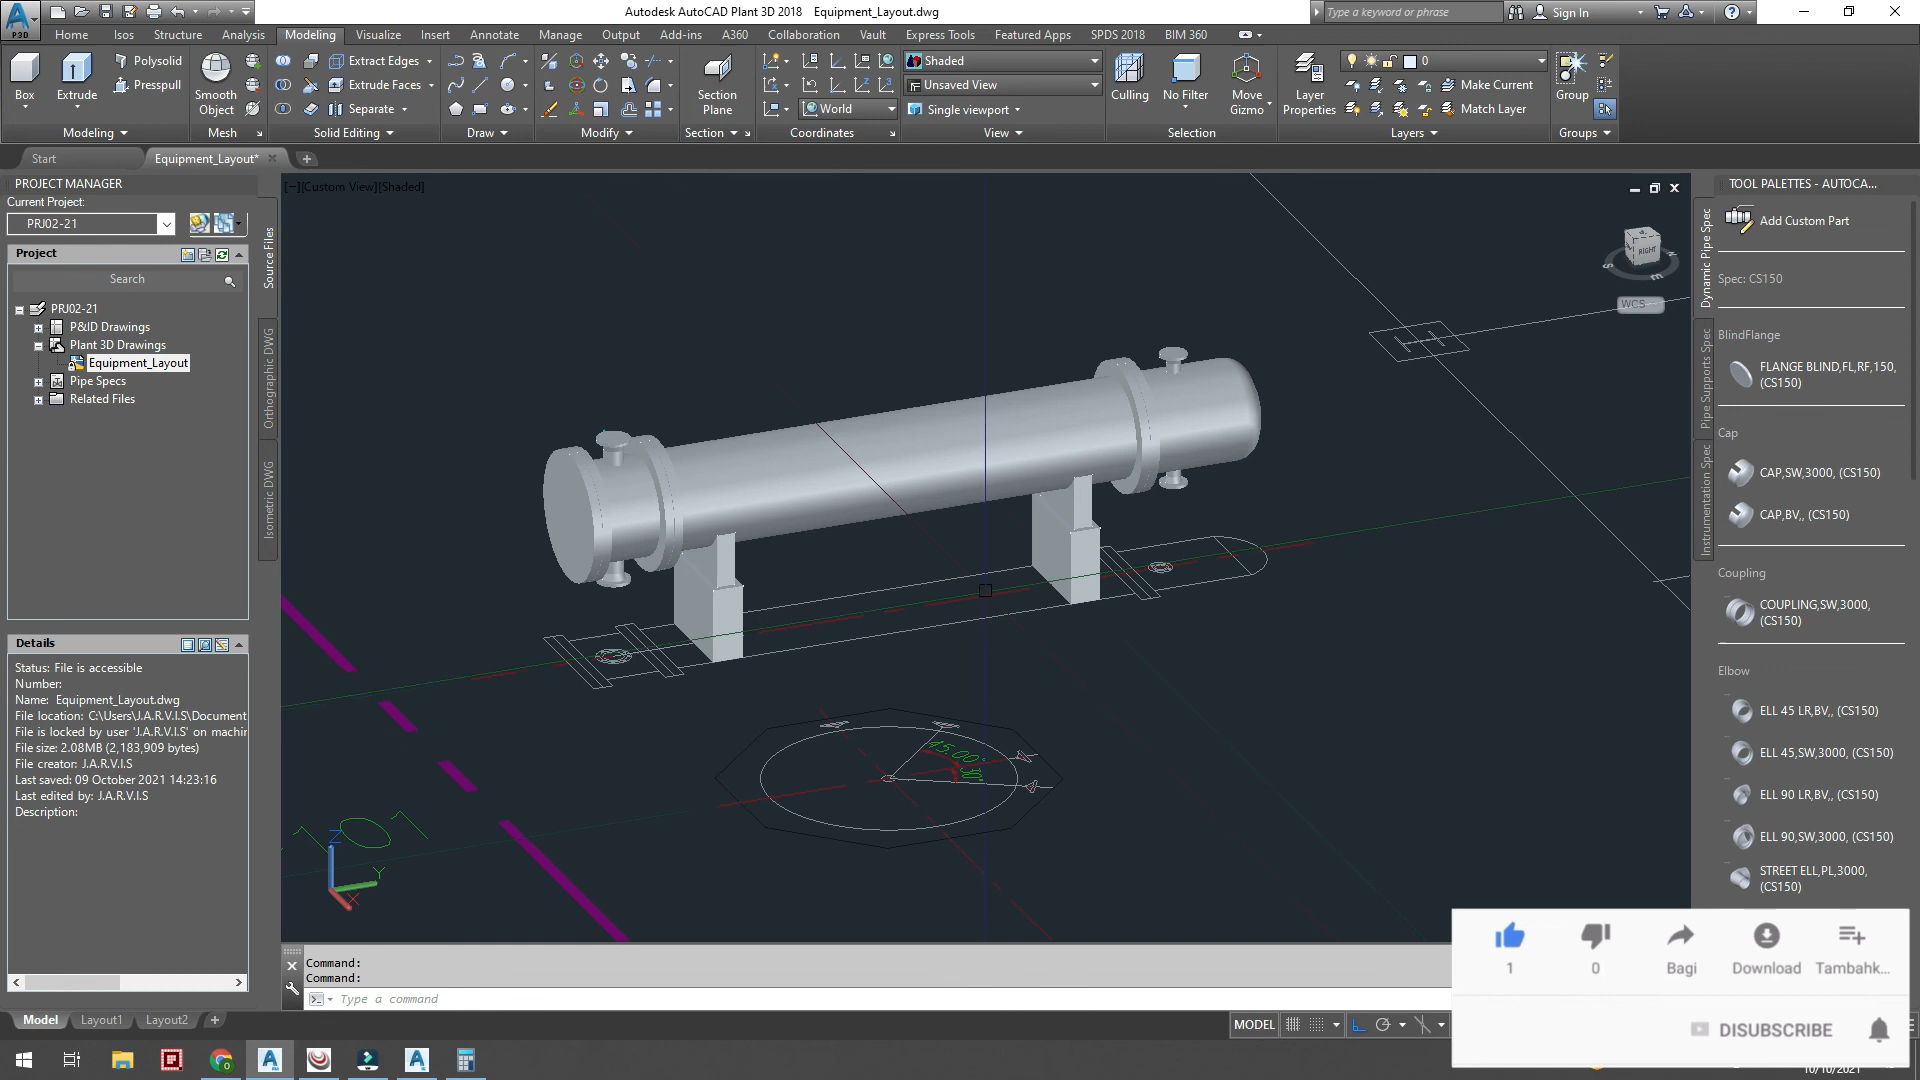 Autodesk AutoCAD Plant 3D 2018 Equipment_Layout.dwg
Type a keyword or phrase
Sign In
P3D
Home Isos Structure Analysis Modeling Visualize Insert Annotate Manage Output Add-ins A360 Collaboration Vault Express Tools Featured Apps SPDS 2018 BIM 360
Box
Extrude
Polysolid
Presspull
Smooth Object
Extract Edges
Extrude Faces
Separate
Section Plane
World
Shaded
Unsaved View
Single viewport
Culling
No Filter
Move Gizmo
Layer Properties
0
Make Current
Match Layer
Group
Modeling Mesh Solid Editing Draw Modify Section Coordinates View Selection Layers Groups
Start
Equipment_Layout*
PROJECT MANAGER
Current Project:
PRJ02-21
Project
Search
PRJ02-21
P&ID Drawings
Plant 3D Drawings
Equipment_Layout
Pipe Specs
Related Files
Source Files
Orthographic DWG
Isometric DWG
Details
Status: File is accessible
Number:
Name: Equipment_Layout.dwg
File location: C:\Users\J.A.R.V.I.S\Document
File is locked by user 'J.A.R.V.I.S' on machin
File size: 2.08MB (2,183,909 bytes)
File creator: J.A.R.V.I.S
Last saved: 09 October 2021 14:23:16
Last edited by: J.A.R.V.I.S
Description:
[−][Custom View][Shaded]
RIGHT
S
E
N
WCS
45.00°
30°
Z
Y
X
TOOL PALETTES - AUTOCA...
Dynamic Pipe Spec
Pipe Supports Spec
Instrumentation Spec
Add Custom Part
Spec: CS150
BlindFlange
FLANGE BLIND,FL,RF,150, (CS150)
Cap
CAP,SW,3000, (CS150)
CAP,BV,, (CS150)
Coupling
COUPLING,SW,3000, (CS150)
Elbow
ELL 45 LR,BV,, (CS150)
ELL 45,SW,3000, (CS150)
ELL 90 LR,BV,, (CS150)
ELL 90,SW,3000, (CS150)
STREET ELL,PL,3000, (CS150)
Command:
Command:
Type a command
Model Layout1 Layout2
MODEL
1
0
Bagi
Download
Tambahk...
DISUBSCRIBE
10/10/2021